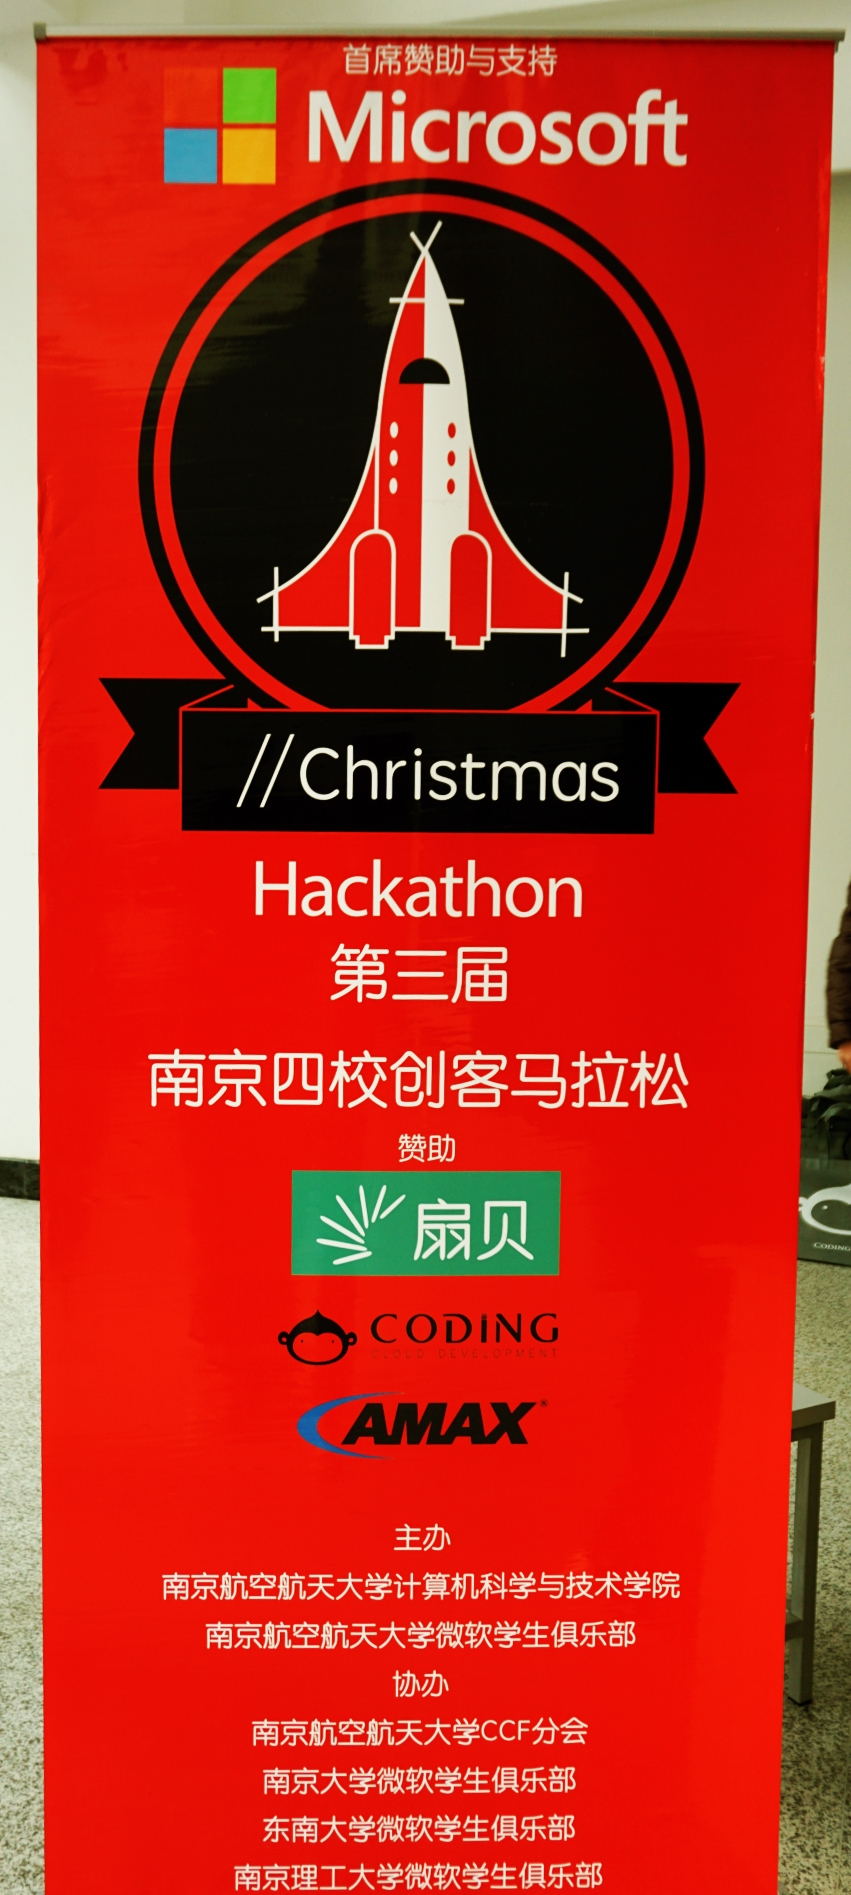 首席赞助与支持
Microsoft
//Christmas
Hackathon
第三届
南京四校创客马拉松
赞助
扇贝
CODING
CLOUD DEVELOPMENT
AMAX®
主办
南京航空航天大学计算机科学与技术学院
南京航空航天大学微软学生俱乐部
协办
南京航空航天大学CCF分会
南京大学微软学生俱乐部
东南大学微软学生俱乐部
南京理工大学微软学生俱乐部
CODING